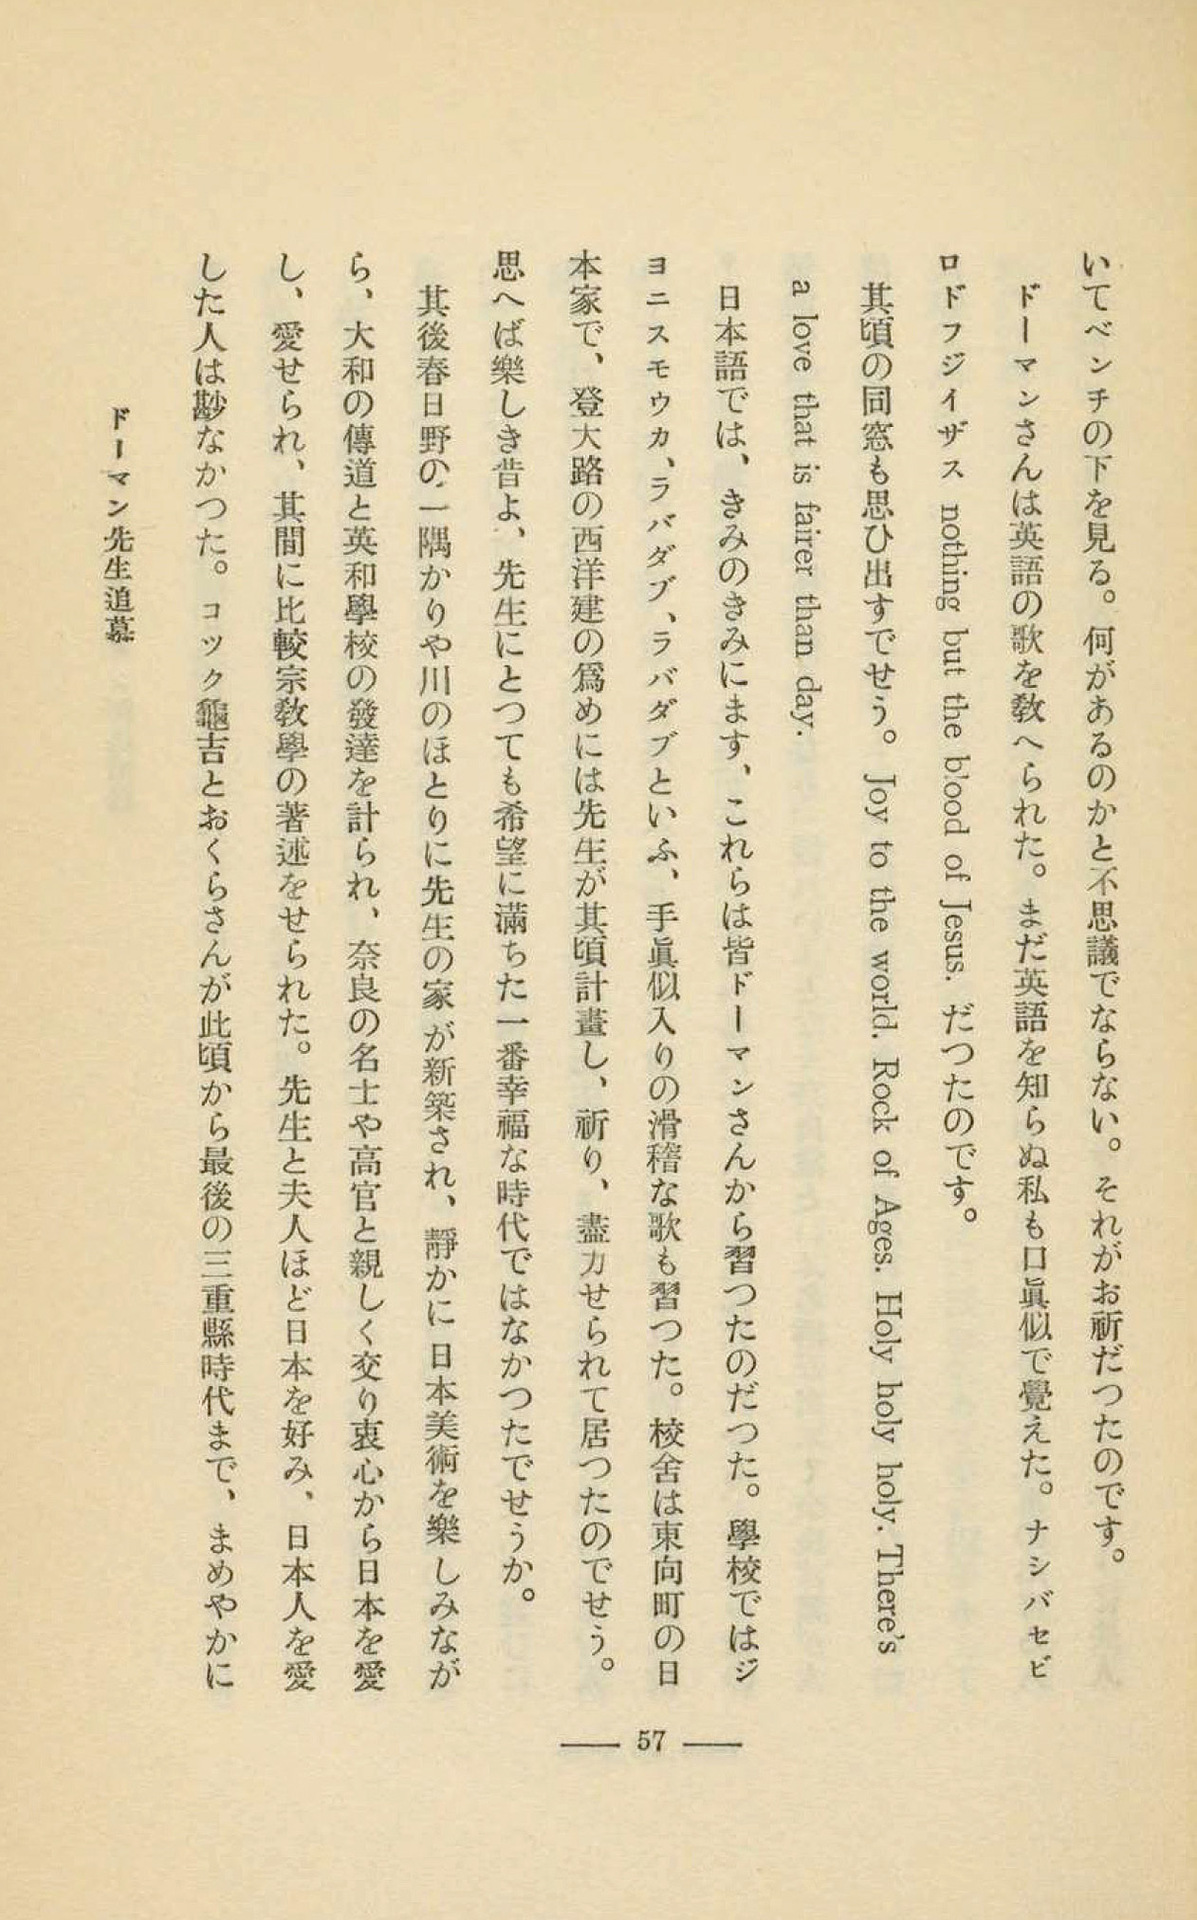 いてベンチの下を見る。何があるのかと不思議でならない。それがお祈だつたのです。
ドーマンさんは英語の歌を敎へられた。まだ英語を知らぬ私も口眞似で覺えた。ナシバセビ
ロドフジイザス nothing but the blood of Jesus. だつたのです。
其頃の同窓も思ひ出すでせう。Joy to the world. Rock of Ages. Holy holy holy. There's
a love that is fairer than day.
日本語では、きみのきみにます、これらは皆ドーマンさんから習つたのだつた。學校ではジ
ヨニスモウカ、ラバダブ、ラバダブといふ、手眞似入りの滑稽な歌も習つた。校舍は東向町の日
本家で、登大路の西洋建の爲めには先生が其頃計畫し、祈り、盡力せられて居つたのでせう。
思へば樂しき昔よ、先生にとつても希望に滿ちた一番幸福な時代ではなかつたでせうか。
其後春日野の一隅かりや川のほとりに先生の家が新築され、靜かに日本美術を樂しみなが
ら、大和の傳道と英和學校の發達を計られ、奈良の名士や高官と親しく交り衷心から日本を愛
し、愛せられ、其間に比較宗敎學の著述をせられた。先生と夫人ほど日本を好み、日本人を愛
した人は尠なかつた。コック龜吉とおくらさんが此頃から最後の三重縣時代まで、まめやかに
ドーマン先生追慕
57